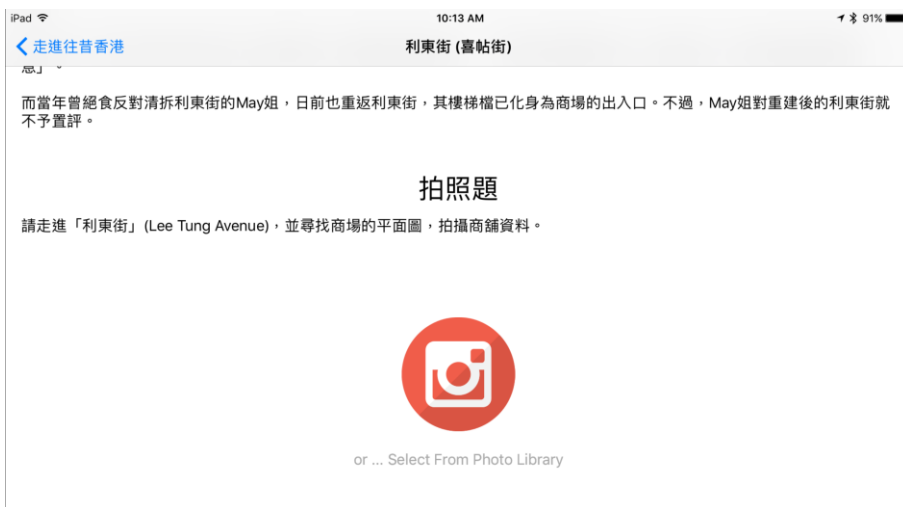 iPad 10:13 AM 91%
走進往昔香港 利東街 (喜帖街)
息」。
而當年曾絕食反對清拆利東街的May姐，日前也重返利東街，其樓梯檔已化身為商場的出入口。不過，May姐對重建後的利東街就
不予置評。
拍照題
請走進「利東街」(Lee Tung Avenue)，並尋找商場的平面圖，拍攝商舖資料。
or ... Select From Photo Library